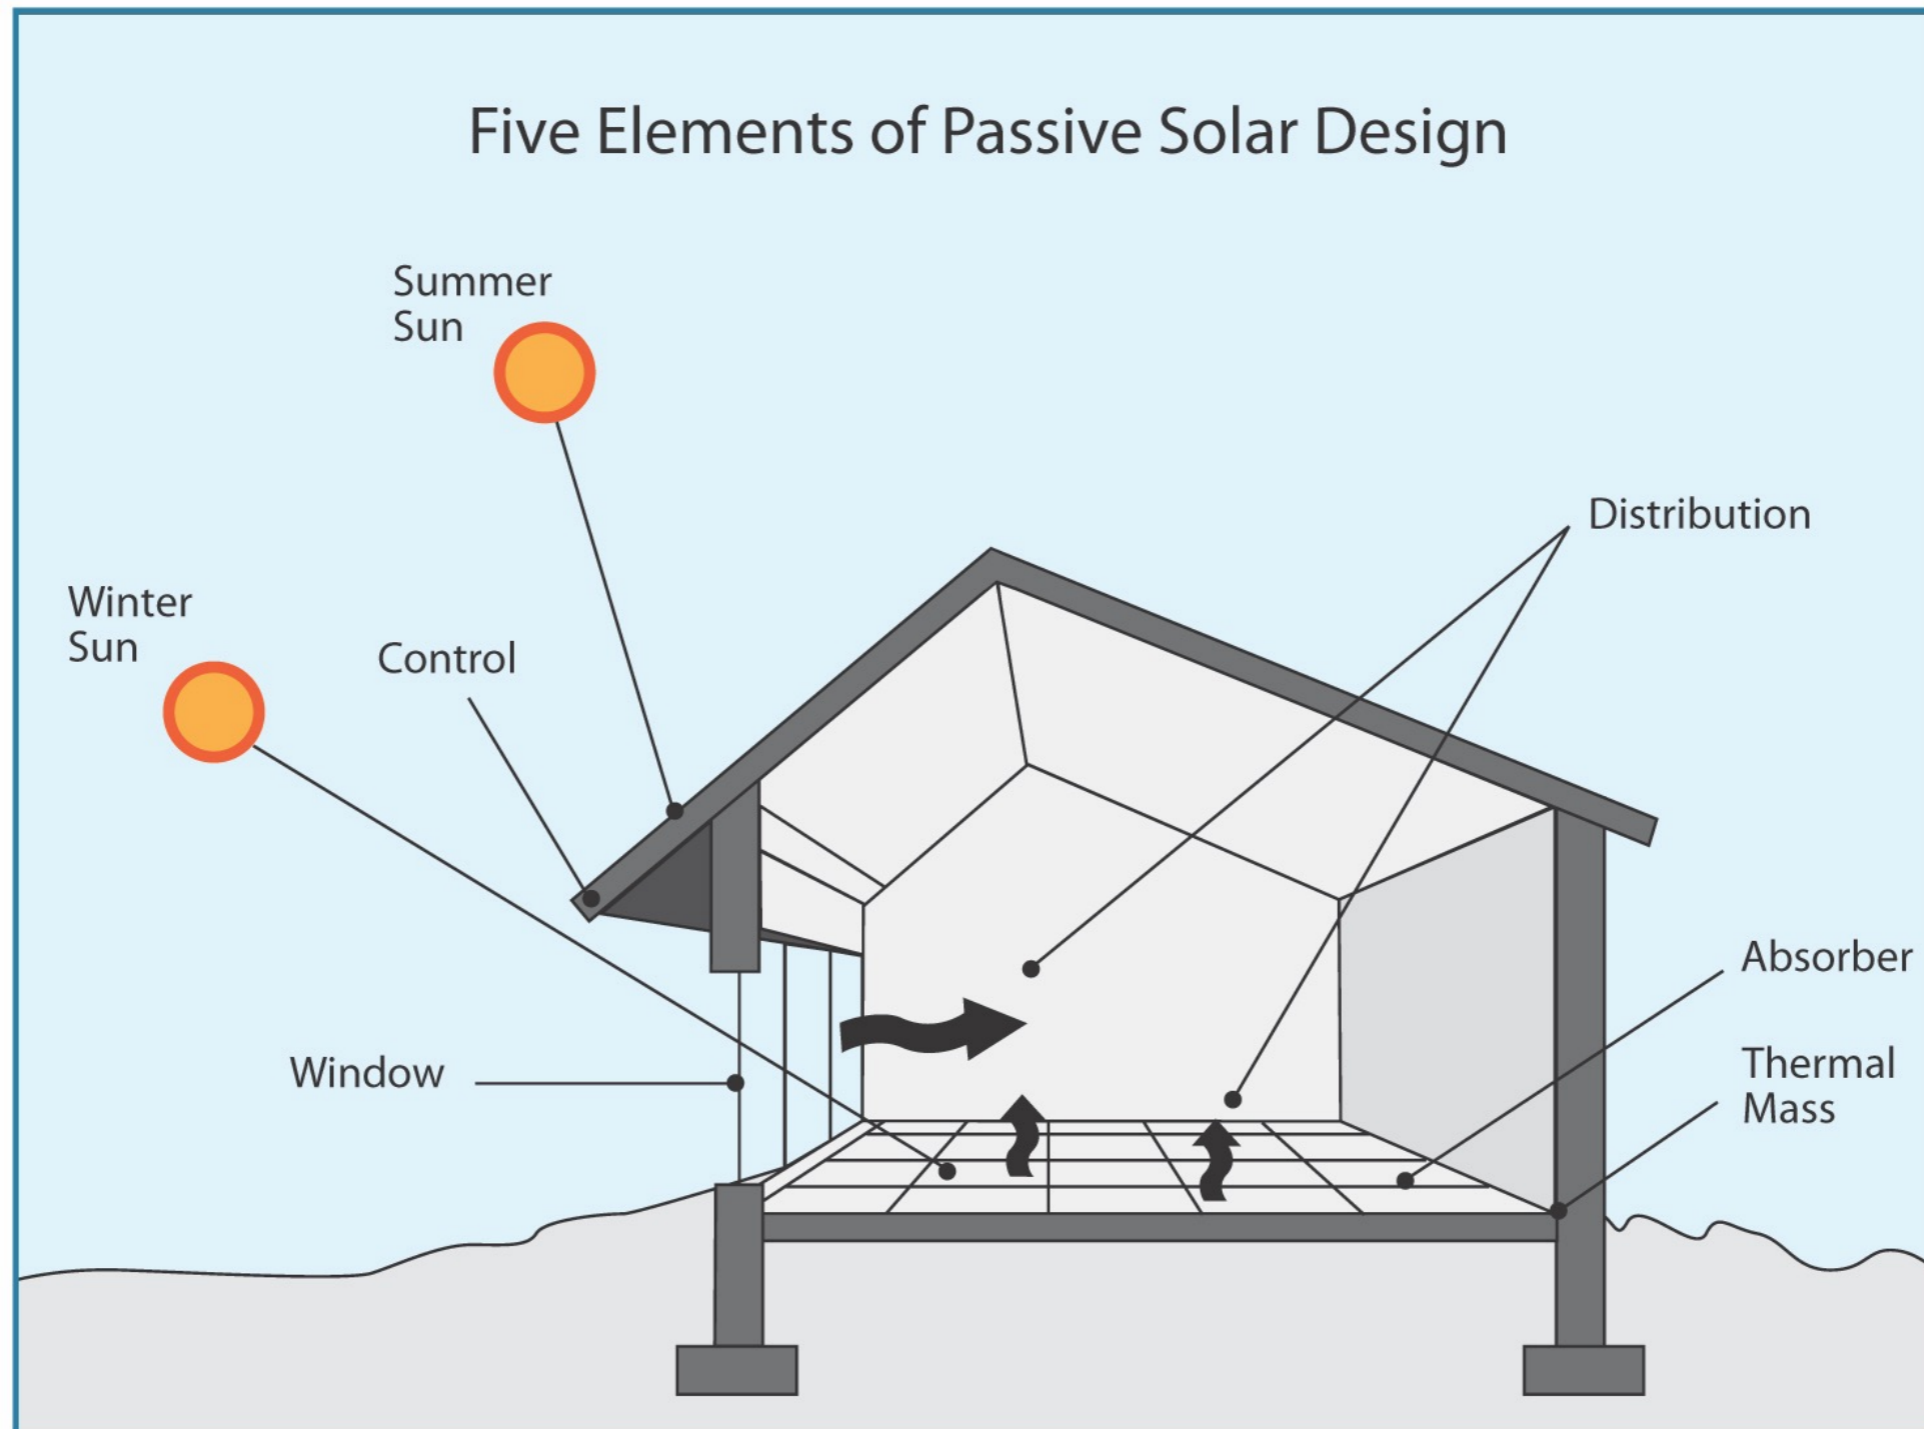 Five Elements of Passive Solar Design
Summer
Sun
Distribution
Winter
Sun
Control
Absorber
Window
Thermal
Mass